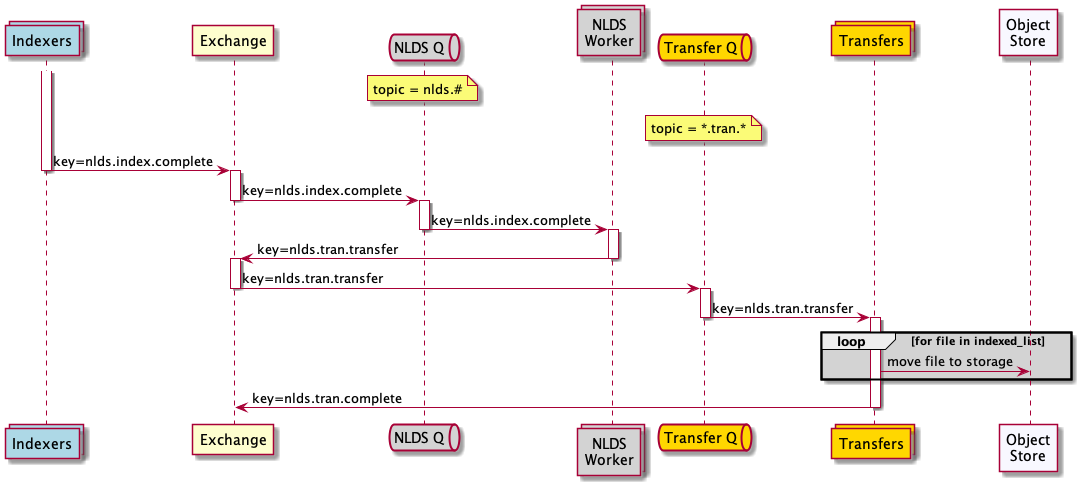 Indexers
Exchange
NLDS Q
NLDS
Worker
Transfer Q
Transfers
Object
Store
topic = nlds.#
topic = *.tran.*
key=nlds.index.complete
key=nlds.index.complete
key=nlds.index.complete
key=nlds.tran.transfer
key=nlds.tran.transfer
key=nlds.tran.transfer
loop
[for file in indexed_list]
move file to storage
key=nlds.tran.complete
Indexers
Exchange
NLDS Q
NLDS
Worker
Transfer Q
Transfers
Object
Store